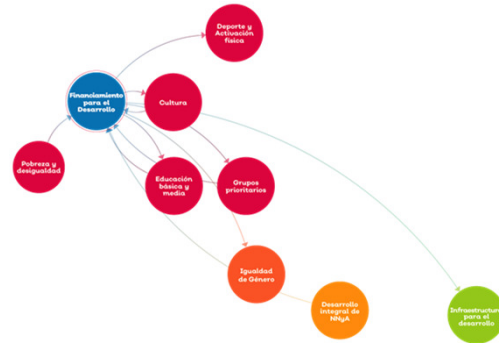 Deporte y
Activación
física
Financiamiento
para el
Desarrollo
Cultura
Pobreza y
desigualdad
Educación
básica y
media
Grupos
prioritarios
Igualdad
de Género
Desarrollo
integral de
NNyA
Infraestructura
para el
desarrollo